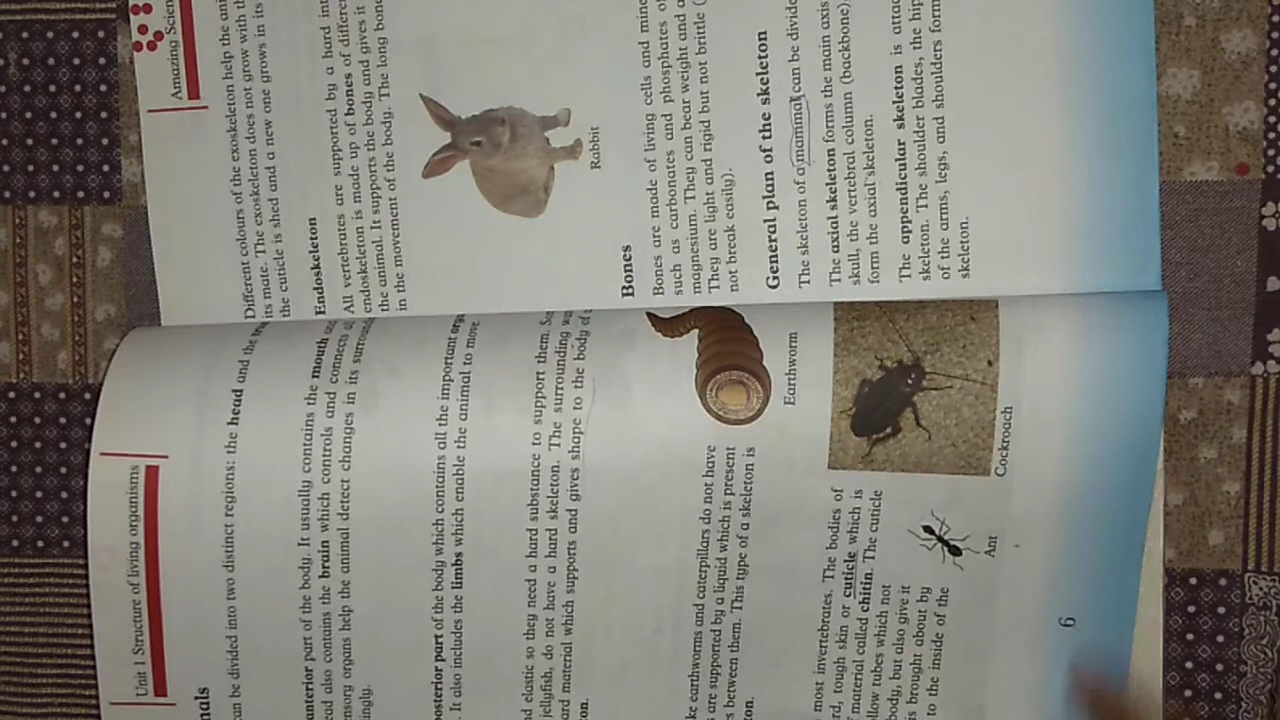 Unit 1 Structure of living organisms
nals
can be divided into two distinct regions: the head and the
anterior part of the body. It usually contains the mouth
ead also contains the brain which controls and connects
ensory organs help the animal detect changes in its
lingly.
posterior part of the body which contains all the important
. It also includes the limbs which enable the animal to move
nd elastic so they need a hard substance to support them.
jellyfish, do not have a hard skeleton. The surrounding
ard material which supports and gives shape to the body of
ton.
ke earthworms and caterpillars do not have
s are supported by a liquid which is present
s between them. This type of a skeleton is
ton.
Earthworm
most invertebrates. The bodies of
rd, tough skin or cuticle which is
f material called chitin. The cuticle
llow tubes which not
body, but also give it
is brought about by
to the inside of the
Cockroach
Ant
6
Amazing Scien
Different colours of the exoskeleton help the ani
its mate. The exoskeleton does not grow with th
the cuticle is shed and a new one grows in its
Endoskeleton
All vertebrates are supported by a hard int
endoskeleton is made up of bones of differen
the animal. It supports the body and gives it
in the movement of the body. The long bone
Rabbit
Bones
Bones are made of living cells and mine
such as carbonates and phosphates of
magnesium. They can bear weight and a
They are light and rigid but not brittle (
not break easily).
General plan of the skeleton
The skeleton of a mammal can be divide
The axial skeleton forms the main axis
skull, the vertebral column (backbone)
form the axial skeleton.
The appendicular skeleton is attac
skeleton. The shoulder blades, the hip
of the arms, legs, and shoulders form
skeleton.